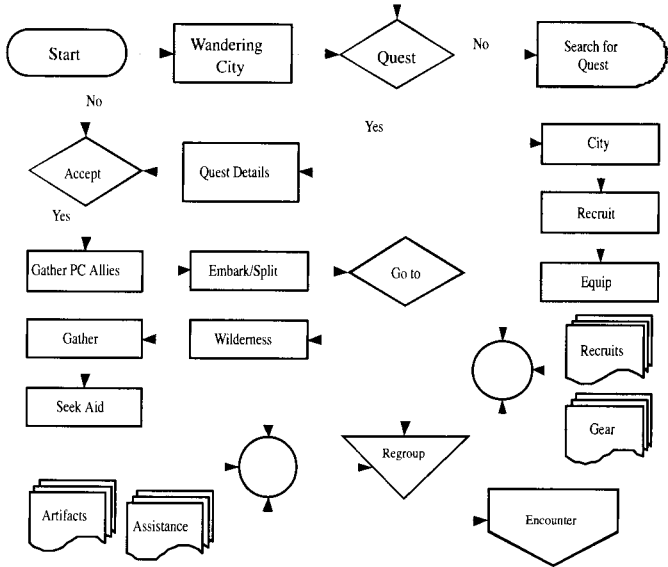 Start
Wandering
City
Quest
No
Search for
Quest
No
Yes
City
Accept
Quest Details
Yes
Recruit
Gather PC Allies
Embark/Split
Go to
Equip
Gather
Wilderness
Recruits
Seek Aid
Gear
Regroup
Artifacts
Assistance
Encounter